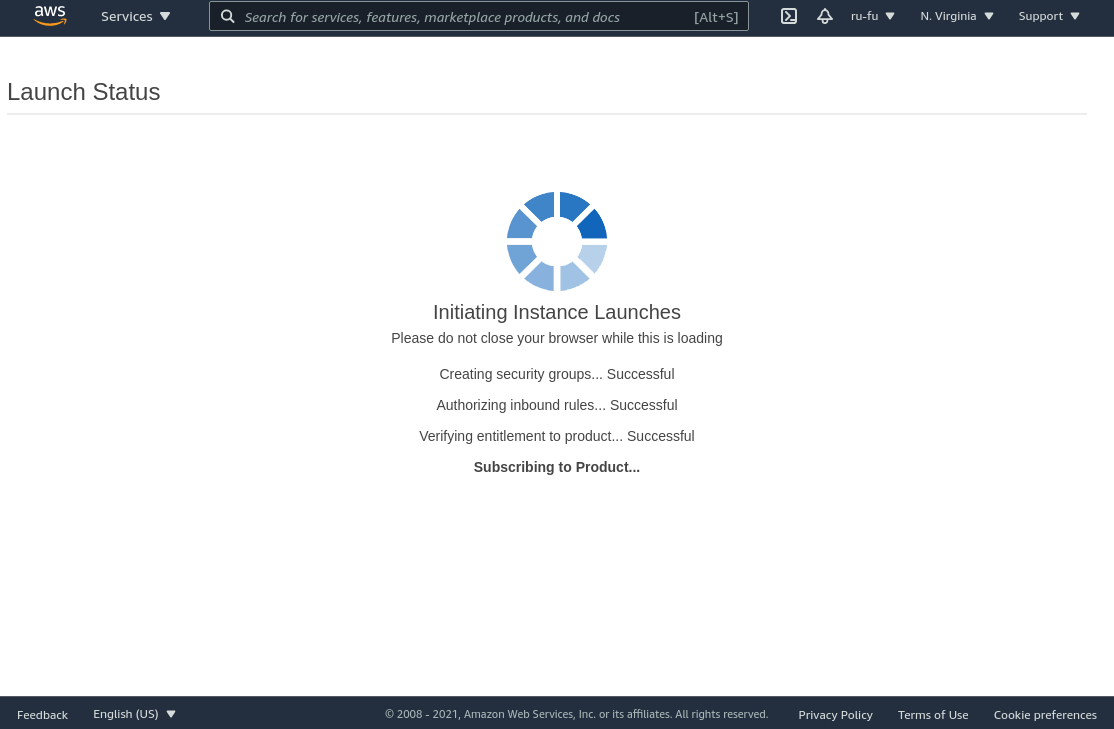 aws Services Search for services, features, marketplace products, and docs [Alt+S] ru-fu N. Virginia Support
Launch Status
Initiating Instance Launches
Please do not close your browser while this is loading
Creating security groups... Successful
Authorizing inbound rules... Successful
Verifying entitlement to product... Successful
Subscribing to Product...
Feedback English (US) © 2008 - 2021, Amazon Web Services, Inc. or its affiliates. All rights reserved. Privacy Policy Terms of Use Cookie preferences